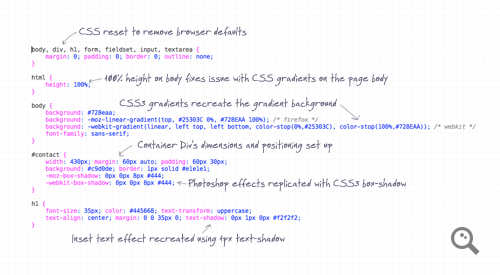 CSS reset to remove browser defaults
body, div, h1, form, fieldset, input, textarea {
margin: 0; padding: 0; border: 0; outline: none;
}
html {
height: 100%;
100% height on body fixes issue with CSS gradients on the page body
}
CSS3 gradients recreate the gradient background
body {
background: #728eaa;
background: -moz-linear-gradient(top, #25303C 0%, #728EAA 100%); /* firefox */
background: -webkit-gradient(linear, left top, left bottom, color-stop(0%,#25303C), color-stop(100%,#728EAA)); /* webkit */
font-family: sans-serif;
}
Container Div's dimensions and positioning set up
#contact {
width: 430px; margin: 60px auto; padding: 60px 30px;
background: #c9d0de; border: 1px solid #e1e1e1;
-moz-box-shadow: 0px 0px 8px #444;
-webkit-box-shadow: 0px 0px 8px #444;
Photoshop effects replicated with CSS3 box-shadow
}
h1 {
font-size: 35px; color: #445668; text-transform: uppercase;
text-align: center; margin: 0 0 35px 0; text-shadow: 0px 1px 0px #f2f2f2;
}
Inset text effect recreated using 1px text-shadow